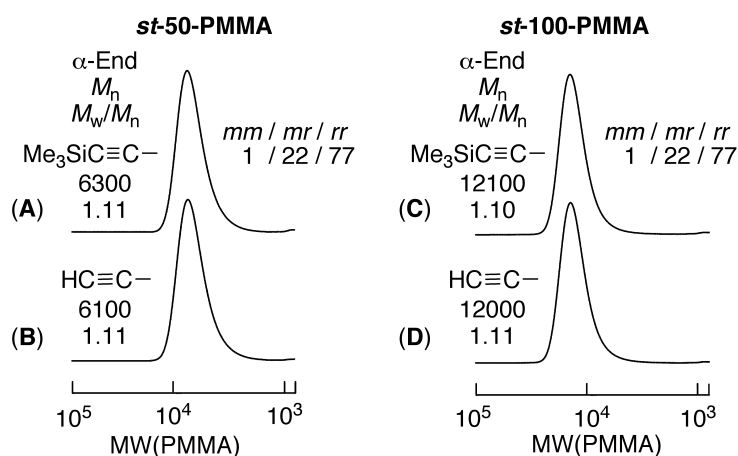 st-50-PMMA
α-End
Mn
Mw/Mn
mm / mr / rr
1 / 22 / 77
Me3SiC≡C−
6300
1.11
(A)
HC≡C−
6100
1.11
(B)
10^5 10^4 10^3
MW(PMMA)
st-100-PMMA
α-End
Mn
Mw/Mn
mm / mr / rr
1 / 22 / 77
Me3SiC≡C−
12100
1.10
(C)
HC≡C−
12000
1.11
(D)
10^5 10^4 10^3
MW(PMMA)